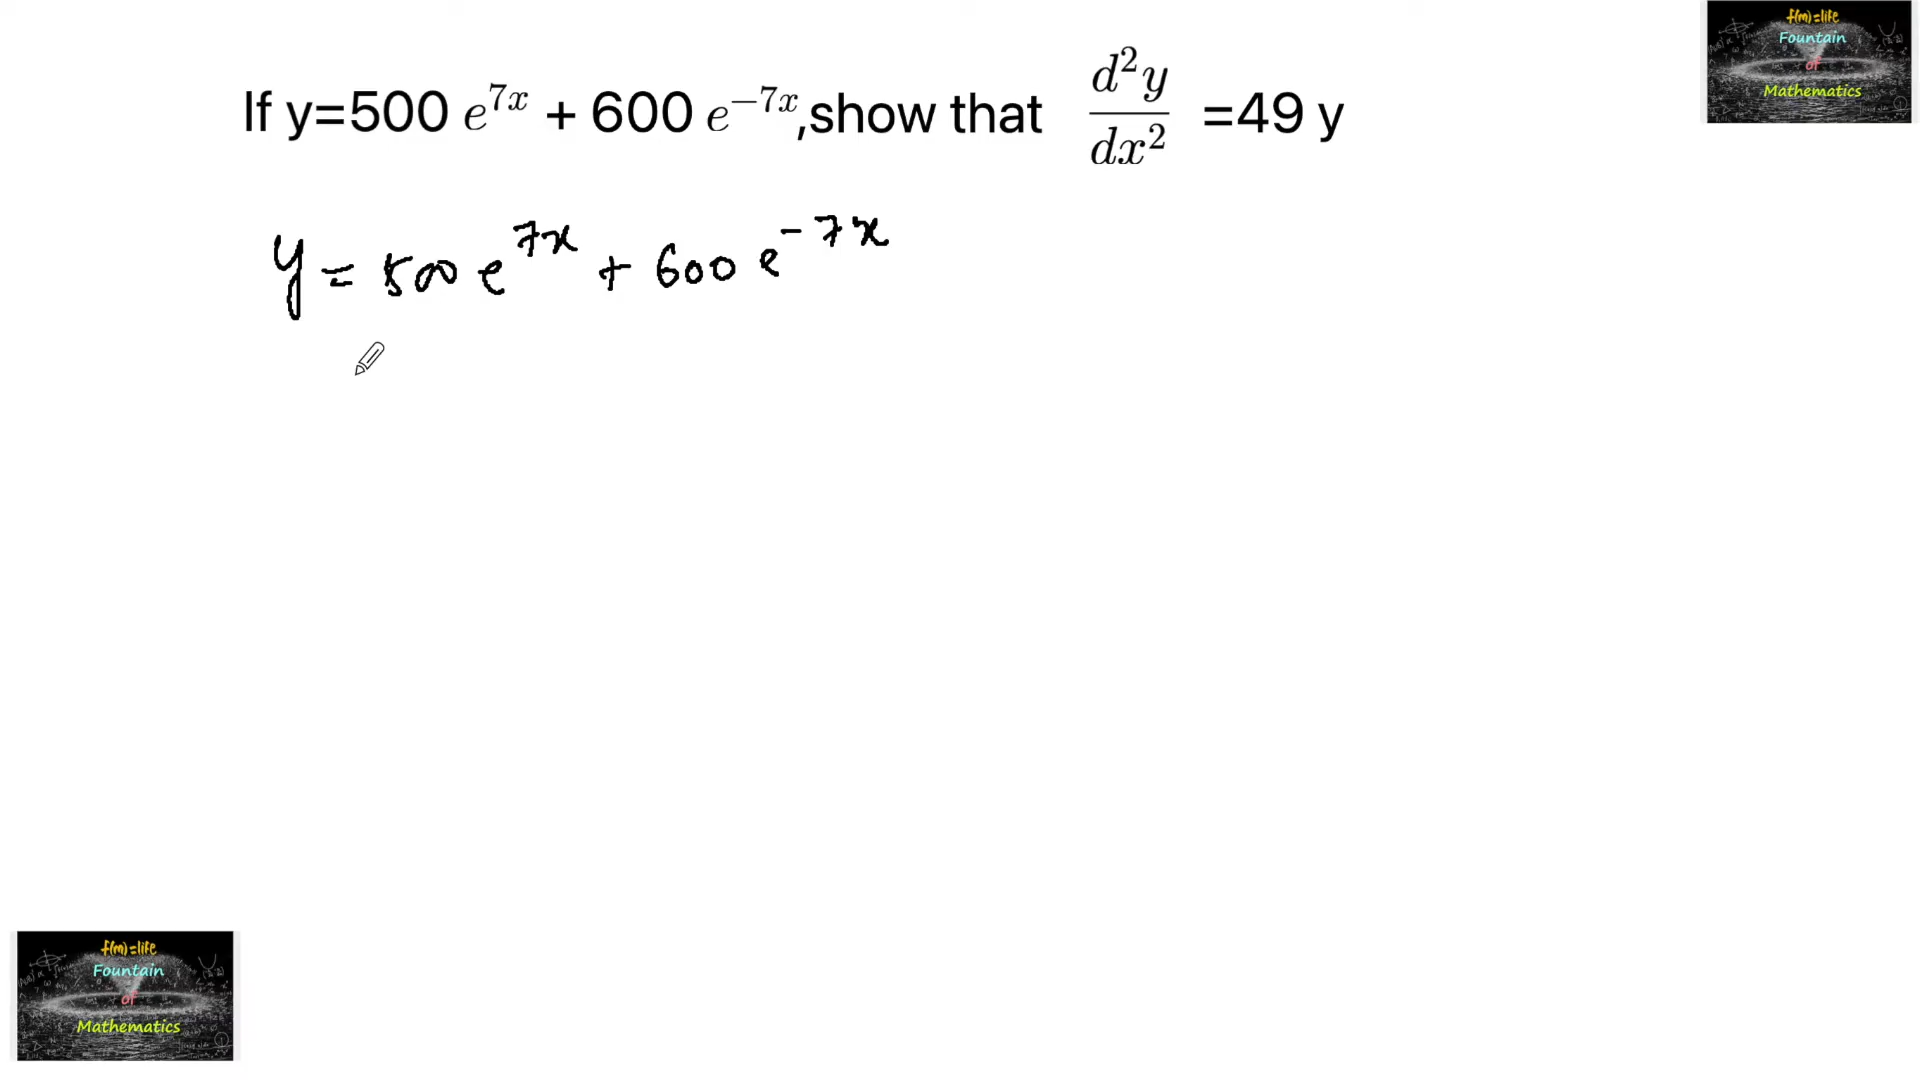 If y=500 e^{7x} + 600 e^{-7x},show that \frac{d^2y}{dx^2} =49 y
y = 500 e^{7x} + 600 e^{-7x}
f(m)=life
Fountain
of
Mathematics
f(m)=life
Fountain
of
Mathematics